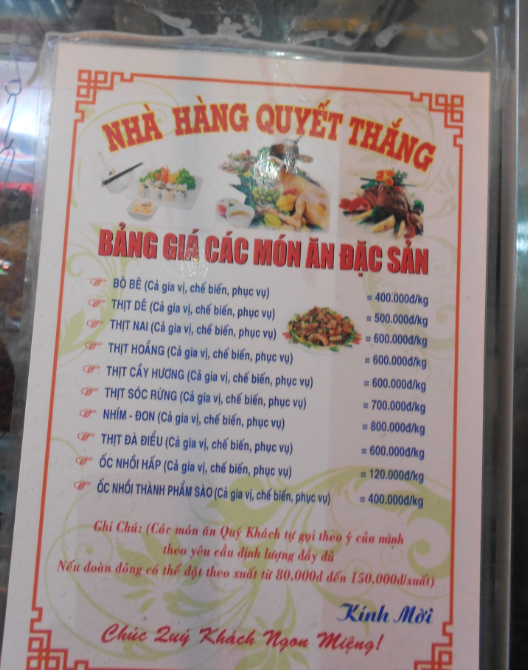 NHÀ HÀNG QUYẾT THẮNG
BẢNG GIÁ CÁC MÓN ĂN ĐẶC SẢN
BÒ BÊ (Cả gia vị, chế biến, phục vụ) = 400.000đ/kg
THỊT DÊ (Cả gia vị, chế biến, phục vụ) = 500.000đ/kg
THỊT NAI (Cả gia vị, chế biến, phục vụ) = 600.000đ/kg
THỊT HOẲNG (Cả gia vị, chế biến, phục vụ) = 600.000đ/kg
THỊT CẦY HƯƠNG (Cả gia vị, chế biến, phục vụ) = 600.000đ/kg
THỊT SÓC RỪNG (Cả gia vị, chế biến, phục vụ) = 700.000đ/kg
NHÍM - ĐON (Cả gia vị, chế biến, phục vụ) = 800.000đ/kg
THỊT ĐÀ ĐIỂU (Cả gia vị, chế biến, phục vụ) = 600.000đ/kg
ỐC NHỒI HẤP (Cả gia vị, chế biến, phục vụ) = 120.000đ/kg
ỐC NHỒI THÀNH PHẨM SÀO (Cả gia vị, chế biến, phục vụ) = 400.000đ/kg
Ghi Chú: (Các món ăn Quý Khách tự gọi theo ý của mình
theo yêu cầu định lượng đầy đủ
Nếu đoàn đông có thể đặt theo xuất từ 80.000đ đến 150.000đ/xuất)
Kính Mời
Chúc Quý Khách Ngon Miệng!